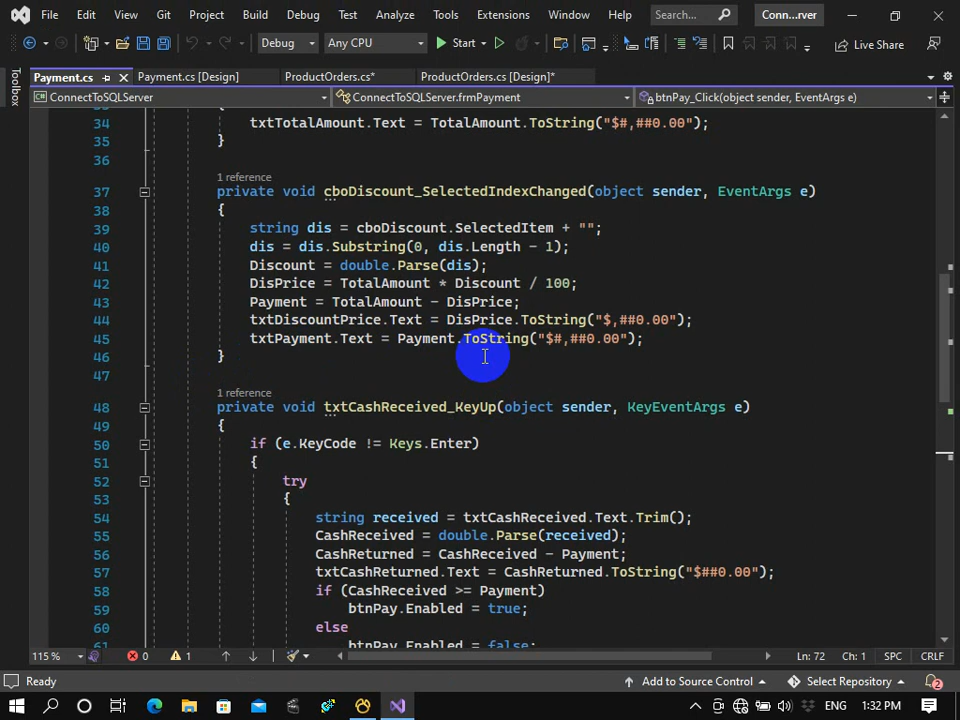 File Edit View Git Project Build Debug Test Analyze Tools Extensions Window Help Search... Conn...rver
Debug Any CPU Start Live Share
Payment.cs Payment.cs [Design] ProductOrders.cs* ProductOrders.cs [Design]*
ConnectToSQLServer ConnectToSQLServer.frmPayment btnPay_Click(object sender, EventArgs e)
Toolbox
34 txtTotalAmount.Text = TotalAmount.ToString("$#,##0.00");
35 }
36
1 reference
37 private void cboDiscount_SelectedIndexChanged(object sender, EventArgs e)
38 {
39 string dis = cboDiscount.SelectedItem + "";
40 dis = dis.Substring(0, dis.Length - 1);
41 Discount = double.Parse(dis);
42 DisPrice = TotalAmount * Discount / 100;
43 Payment = TotalAmount - DisPrice;
44 txtDiscountPrice.Text = DisPrice.ToString("$,##0.00");
45 txtPayment.Text = Payment.ToString("$#,##0.00");
46 }
47
1 reference
48 private void txtCashReceived_KeyUp(object sender, KeyEventArgs e)
49 {
50 if (e.KeyCode != Keys.Enter)
51 {
52 try
53 {
54 string received = txtCashReceived.Text.Trim();
55 CashReceived = double.Parse(received);
56 CashReturned = CashReceived - Payment;
57 txtCashReturned.Text = CashReturned.ToString("$##0.00");
58 if (CashReceived >= Payment)
59 btnPay.Enabled = true;
60 else
61 btnPay.Enabled = false;
115 % 0 1 Ln: 72 Ch: 1 SPC CRLF
Ready Add to Source Control Select Repository 2
ENG 1:32 PM